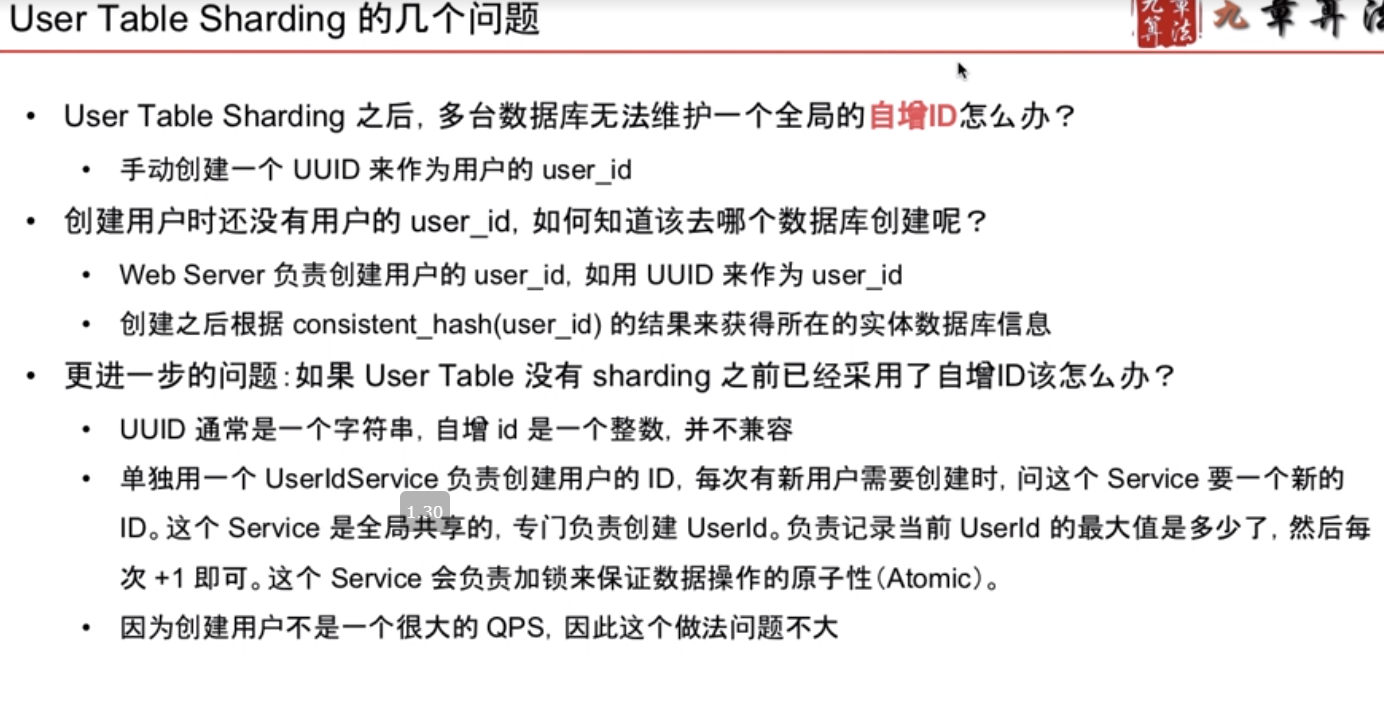 User Table Sharding 的几个问题
九章算法
九章算法
• User Table Sharding 之后, 多台数据库无法维护一个全局的自增ID怎么办？
• 手动创建一个 UUID 来作为用户的 user_id
• 创建用户时还没有用户的 user_id, 如何知道该去哪个数据库创建呢？
• Web Server 负责创建用户的 user_id, 如用 UUID 来作为 user_id
• 创建之后根据 consistent_hash(user_id) 的结果来获得所在的实体数据库信息
• 更进一步的问题:如果 User Table 没有 sharding 之前已经采用了自增ID该怎么办？
• UUID 通常是一个字符串, 自增 id 是一个整数, 并不兼容
• 单独用一个 UserIdService 负责创建用户的 ID, 每次有新用户需要创建时, 问这个 Service 要一个新的
1.30
ID。这个 Service 是全局共享的, 专门负责创建 UserId。负责记录当前 UserId 的最大值是多少了, 然后每
次 +1 即可。这个 Service 会负责加锁来保证数据操作的原子性(Atomic)。
• 因为创建用户不是一个很大的 QPS, 因此这个做法问题不大